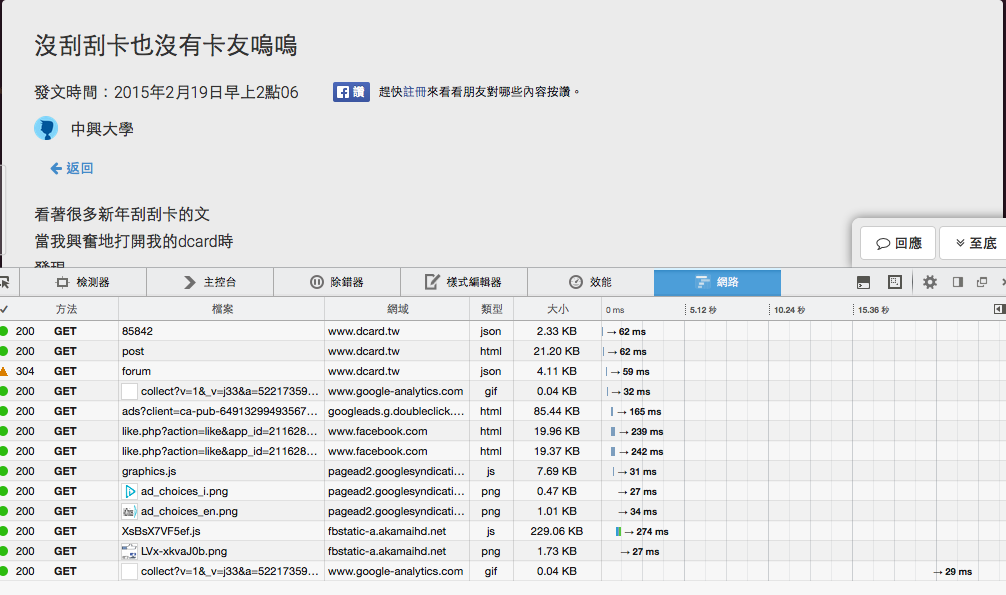 沒刮刮卡也沒有卡友嗚嗚
發文時間：2015年2月19日早上2點06 讚 趕快註冊來看看朋友對哪些內容按讚。
中興大學
返回
看著很多新年刮刮卡的文
當我興奮地打開我的dcard時
發現
回應 至底
檢測器 主控台 除錯器 樣式編輯器 效能 網路
方法 檔案 網域 類型 大小 0 ms 5.12 秒 10.24 秒 15.36 秒
200 GET 85842 www.dcard.tw json 2.33 KB → 62 ms
200 GET post www.dcard.tw html 21.20 KB → 62 ms
304 GET forum www.dcard.tw json 4.11 KB → 59 ms
200 GET collect?v=1&_v=j33&a=52217359... www.google-analytics.com gif 0.04 KB → 32 ms
200 GET ads?client=ca-pub-64913299493567... googleads.g.doubleclick.... html 85.44 KB → 165 ms
200 GET like.php?action=like&app_id=211628... www.facebook.com html 19.96 KB → 239 ms
200 GET like.php?action=like&app_id=211628... www.facebook.com html 19.37 KB → 242 ms
200 GET graphics.js pagead2.googlesyndicati... js 7.69 KB → 31 ms
200 GET ad_choices_i.png pagead2.googlesyndicati... png 0.47 KB → 27 ms
200 GET ad_choices_en.png pagead2.googlesyndicati... png 1.01 KB → 34 ms
200 GET XsBsX7VF5ef.js fbstatic-a.akamaihd.net js 229.06 KB → 274 ms
200 GET LVx-xkvaJ0b.png fbstatic-a.akamaihd.net png 1.73 KB → 27 ms
200 GET collect?v=1&_v=j33&a=52217359... www.google-analytics.com gif 0.04 KB → 29 ms